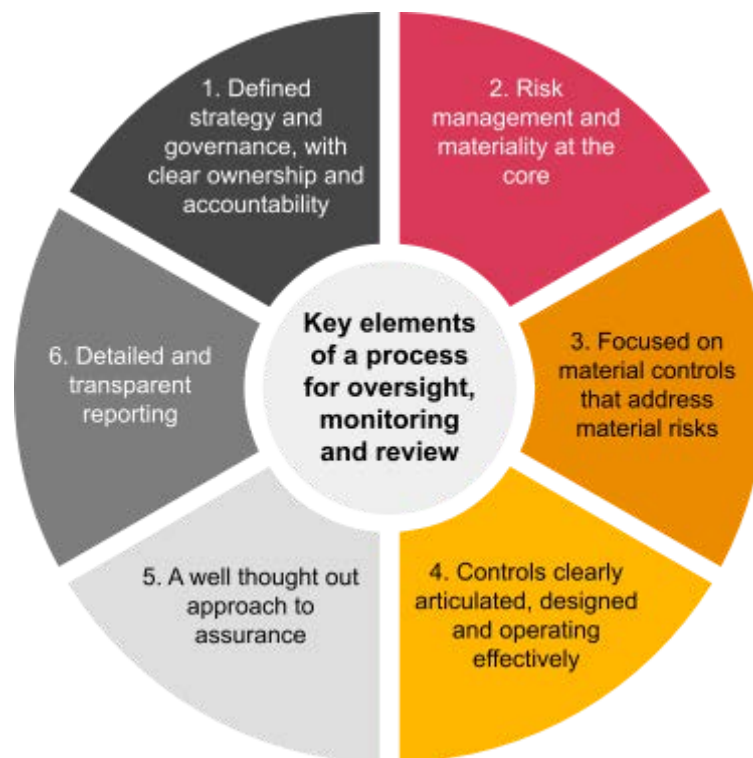 1. Defined
strategy and
governance, with
clear ownership and
accountability
2. Risk
management and
materiality at the
core
3. Focused on
material controls
that address
material risks
4. Controls clearly
articulated, designed
and operating
effectively
5. A well thought out
approach to
assurance
6. Detailed and
transparent
reporting
Key elements
of a process
for oversight,
monitoring
and review